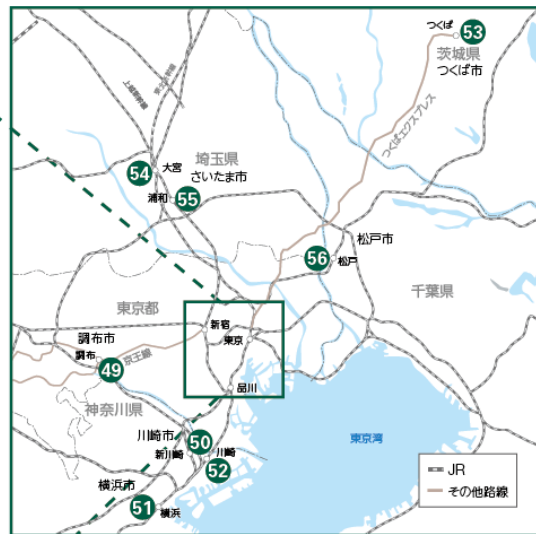 つくば
53
茨城県
つくば市
つくばエクスプレス
上越新幹線
埼玉県
54
大宮
さいたま市
浦和
55
松戸市
56
松戸
千葉県
東京都
新宿
東京
調布市
調布
京王線
49
品川
神奈川県
川崎市
50
新川崎
川崎
52
東京湾
横浜市
51
横浜
JR
その他路線